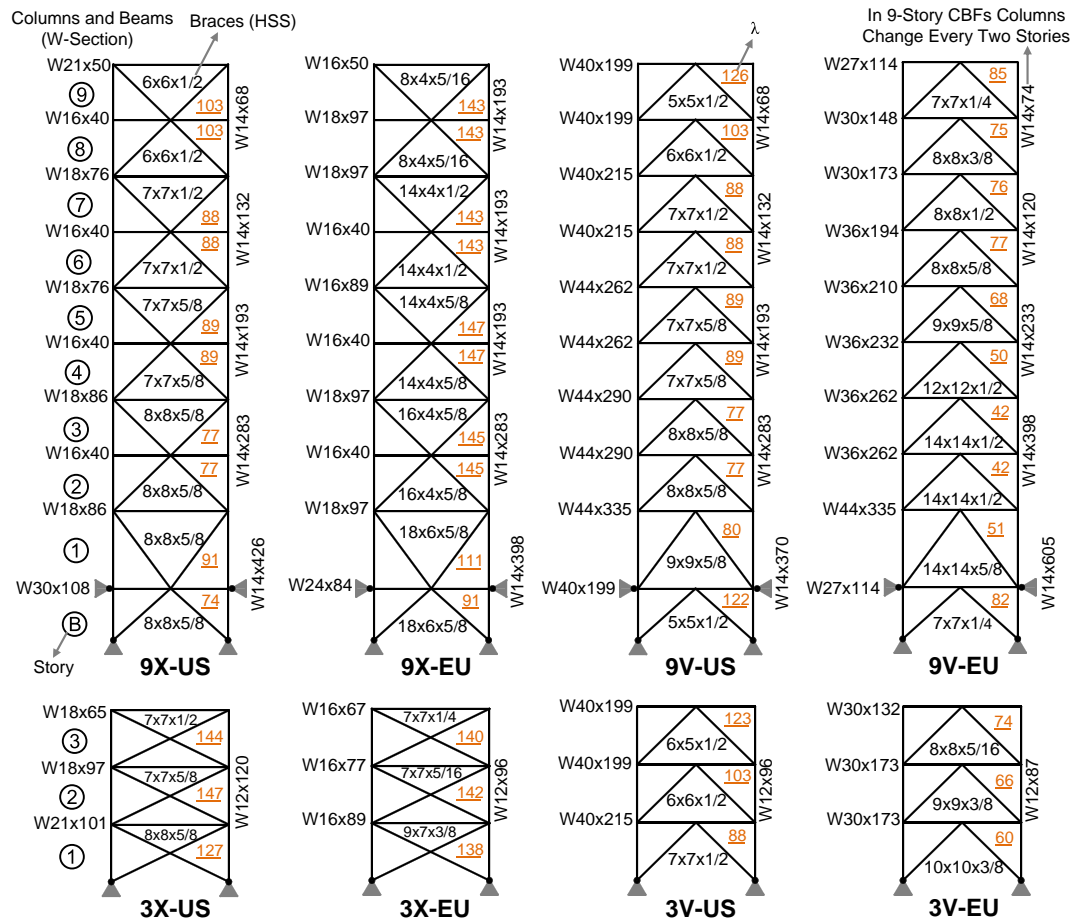 Columns and Beams
(W-Section)
Braces (HSS)
λ
In 9-Story CBFs Columns
Change Every Two Stories
W21x50
6x6x1/2
9
103
W16x40
W14x68
103
8
6x6x1/2
W18x76
7x7x1/2
7
88
W16x40
W14x132
88
6
7x7x1/2
W18x76
7x7x5/8
5
89
W16x40
W14x193
89
4
7x7x5/8
W18x86
8x8x5/8
3
77
W16x40
W14x283
77
2
8x8x5/8
W18x86
8x8x5/8
1
91
W14x426
W30x108
74
B
8x8x5/8
Story
9X-US
W16x50
8x4x5/16
143
W18x97
W14x193
143
8x4x5/16
W18x97
14x4x1/2
143
W16x40
W14x193
143
14x4x1/2
W16x89
14x4x5/8
147
W16x40
W14x193
147
14x4x5/8
W18x97
16x4x5/8
145
W16x40
W14x283
145
16x4x5/8
W18x97
18x6x5/8
111
W14x398
W24x84
91
18x6x5/8
9X-EU
W40x199
126
5x5x1/2
W14x68
W40x199
103
6x6x1/2
W40x215
88
7x7x1/2
W14x132
W40x215
88
7x7x1/2
W44x262
89
7x7x5/8
W14x193
W44x262
89
7x7x5/8
W44x290
77
8x8x5/8
W14x283
W44x290
77
8x8x5/8
W44x335
80
9x9x5/8
W14x370
W40x199
122
5x5x1/2
9V-US
W27x114
85
7x7x1/4
W14x74
W30x148
75
8x8x3/8
W30x173
76
8x8x1/2
W14x120
W36x194
77
8x8x5/8
W36x210
68
9x9x5/8
W14x233
W36x232
50
12x12x1/2
W36x262
42
14x14x1/2
W14x398
W36x262
42
14x14x1/2
W44x335
51
14x14x5/8
W14x605
W27x114
82
7x7x1/4
9V-EU
W18x65
7x7x1/2
3
144
W18x97
7x7x5/8
W12x120
2
147
W21x101
8x8x5/8
1
127
3X-US
W16x67
7x7x1/4
140
W16x77
7x7x5/16
W12x96
142
W16x89
9x7x3/8
138
3X-EU
W40x199
123
6x5x1/2
W40x199
103
W12x96
6x6x1/2
W40x215
88
7x7x1/2
3V-US
W30x132
74
8x8x5/16
W30x173
66
W12x87
9x9x3/8
W30x173
60
10x10x3/8
3V-EU